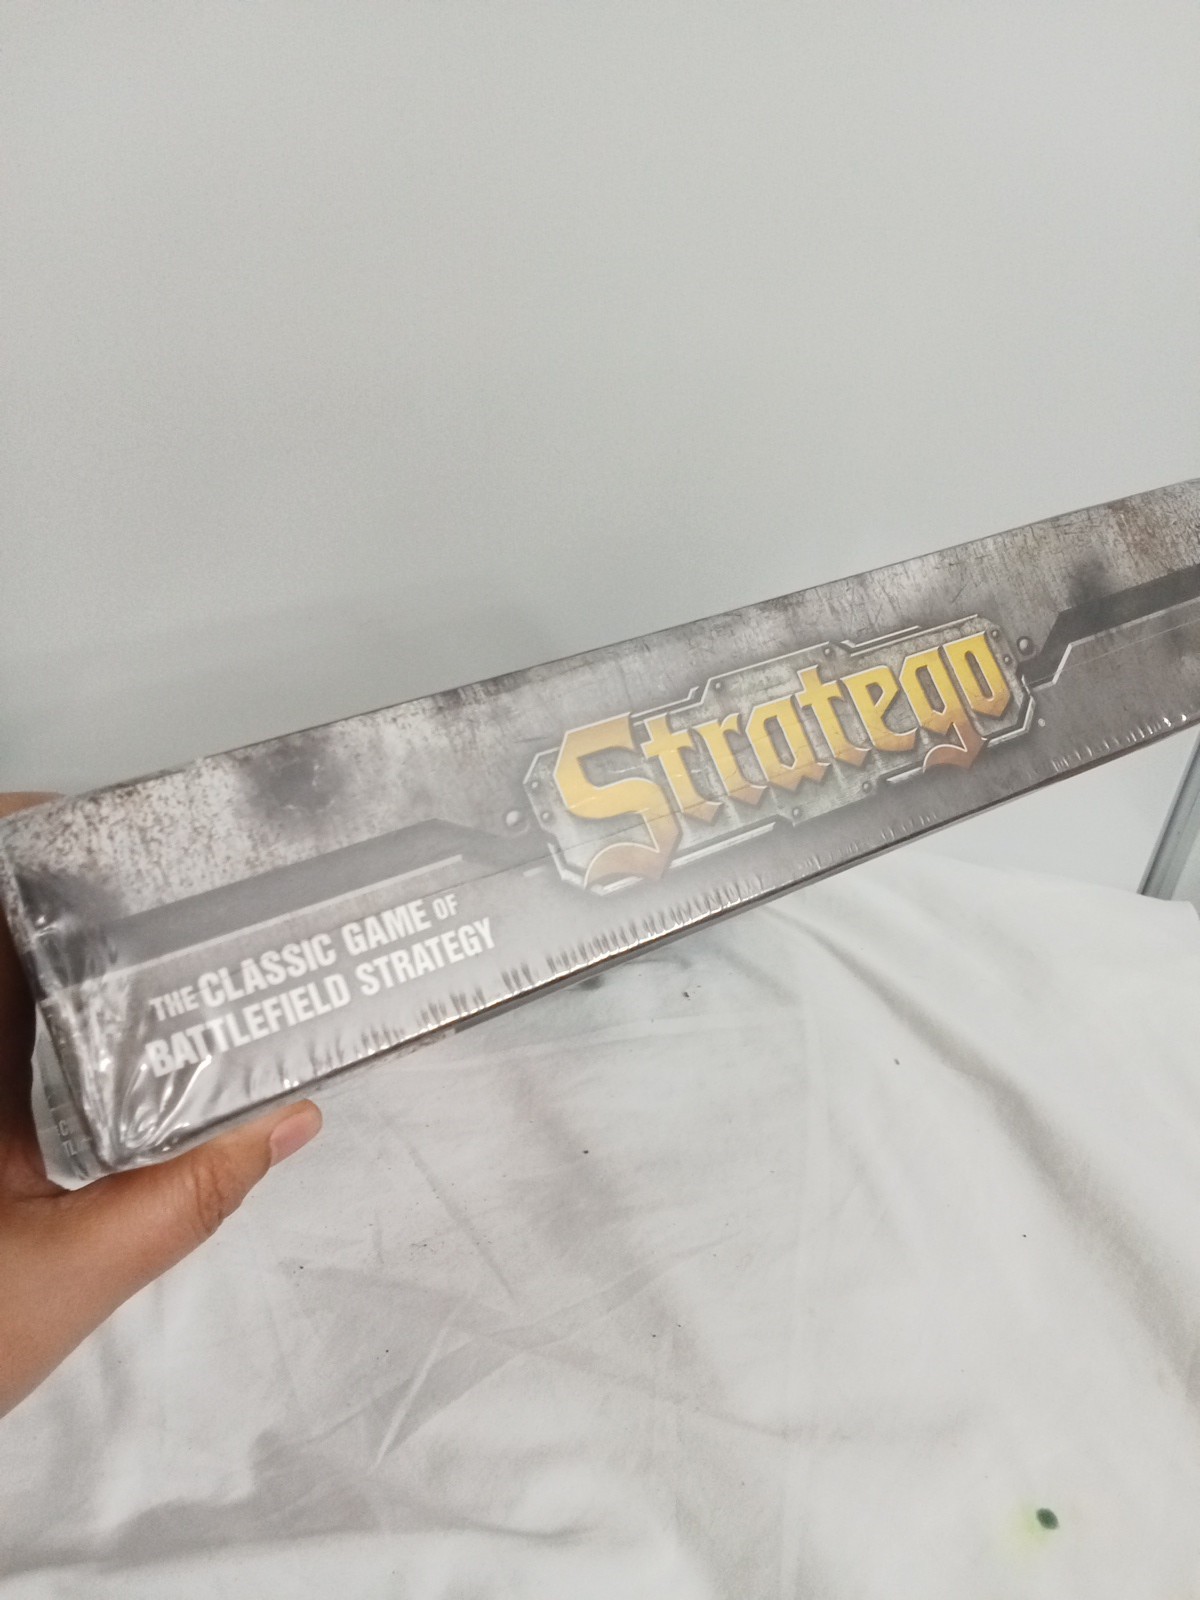 Stratego
THE CLASSIC GAME OF
BATTLEFIELD STRATEGY